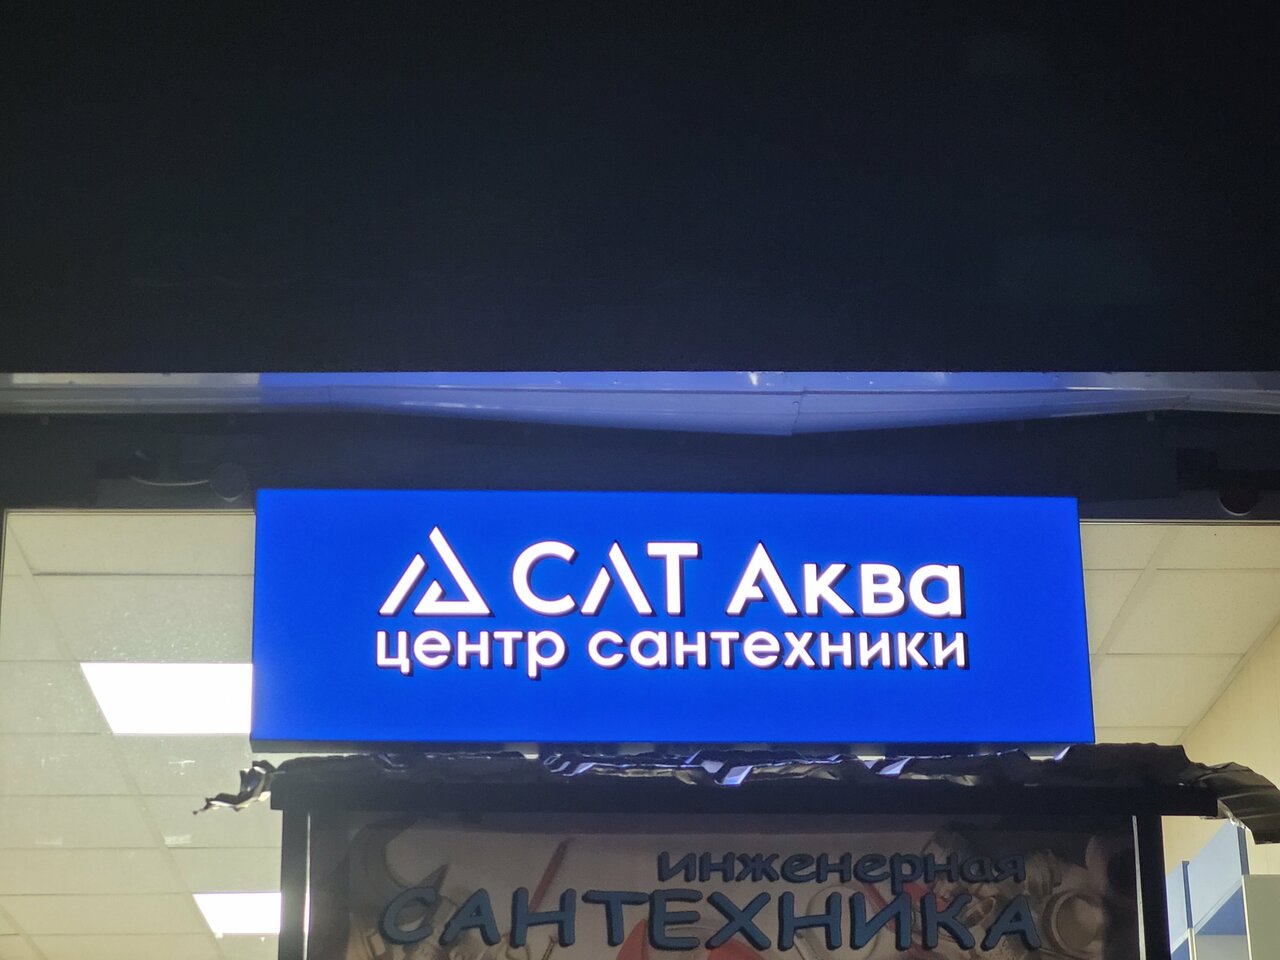 САТ Аква
центр сантехники
инженерная
САНТЕХНИКА